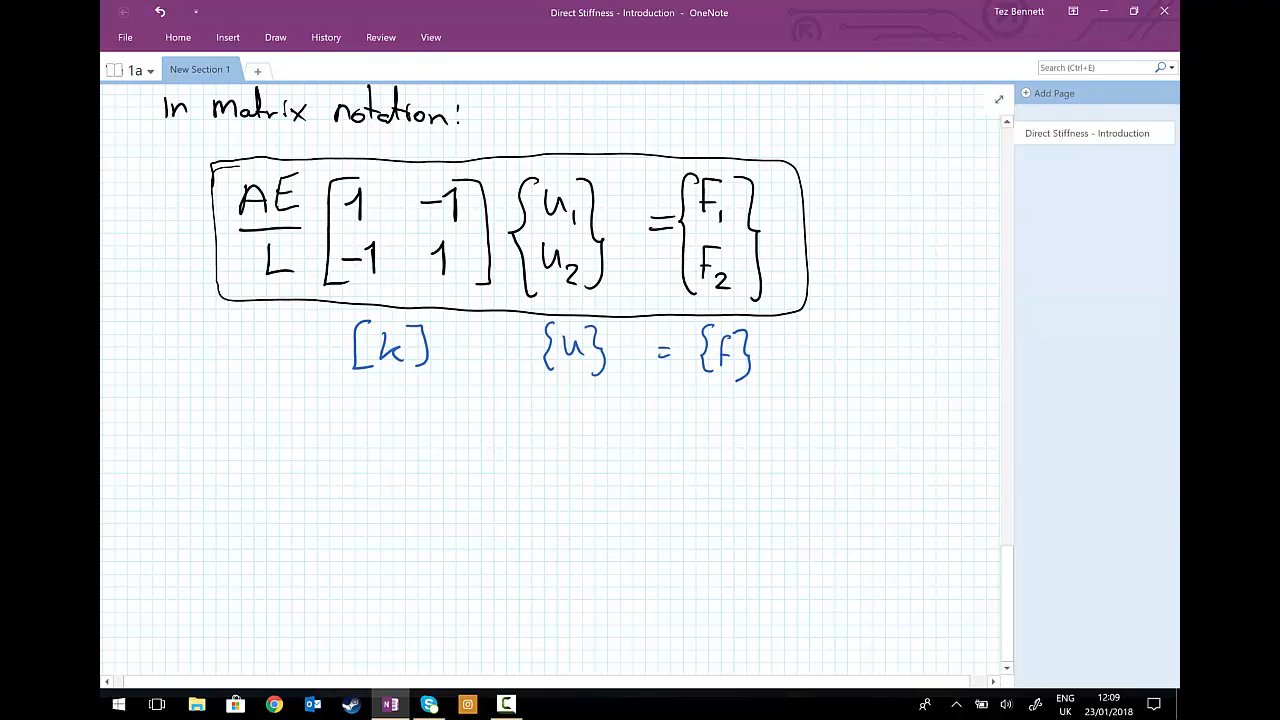 Direct Stiffness - Introduction - OneNote
Tez Bennett
File Home Insert Draw History Review View
1a New Section 1 +
Search (Ctrl+E)
Add Page
Direct Stiffness - Introduction
In matrix notation:
AE/L [1 -1; -1 1] {u₁; u₂} = {F₁; F₂}
[k] {u} = {F}
ENG
UK
12:09
23/01/2018